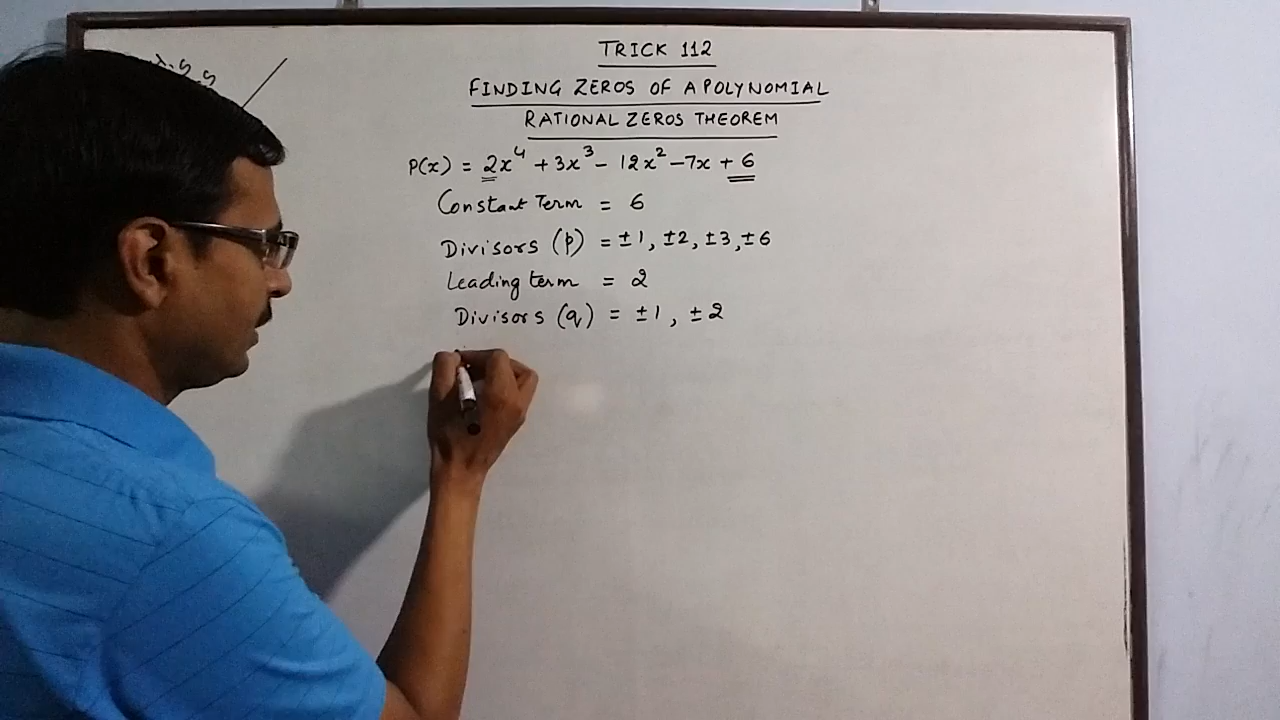 TRICK 112
FINDING ZEROS OF A POLYNOMIAL
RATIONAL ZEROS THEOREM
P(x) = 2x⁴ + 3x³ - 12x² - 7x + 6
Constant Term = 6
Divisors (p) = ±1, ±2, ±3, ±6
Leading term = 2
Divisors (q) = ±1, ±2